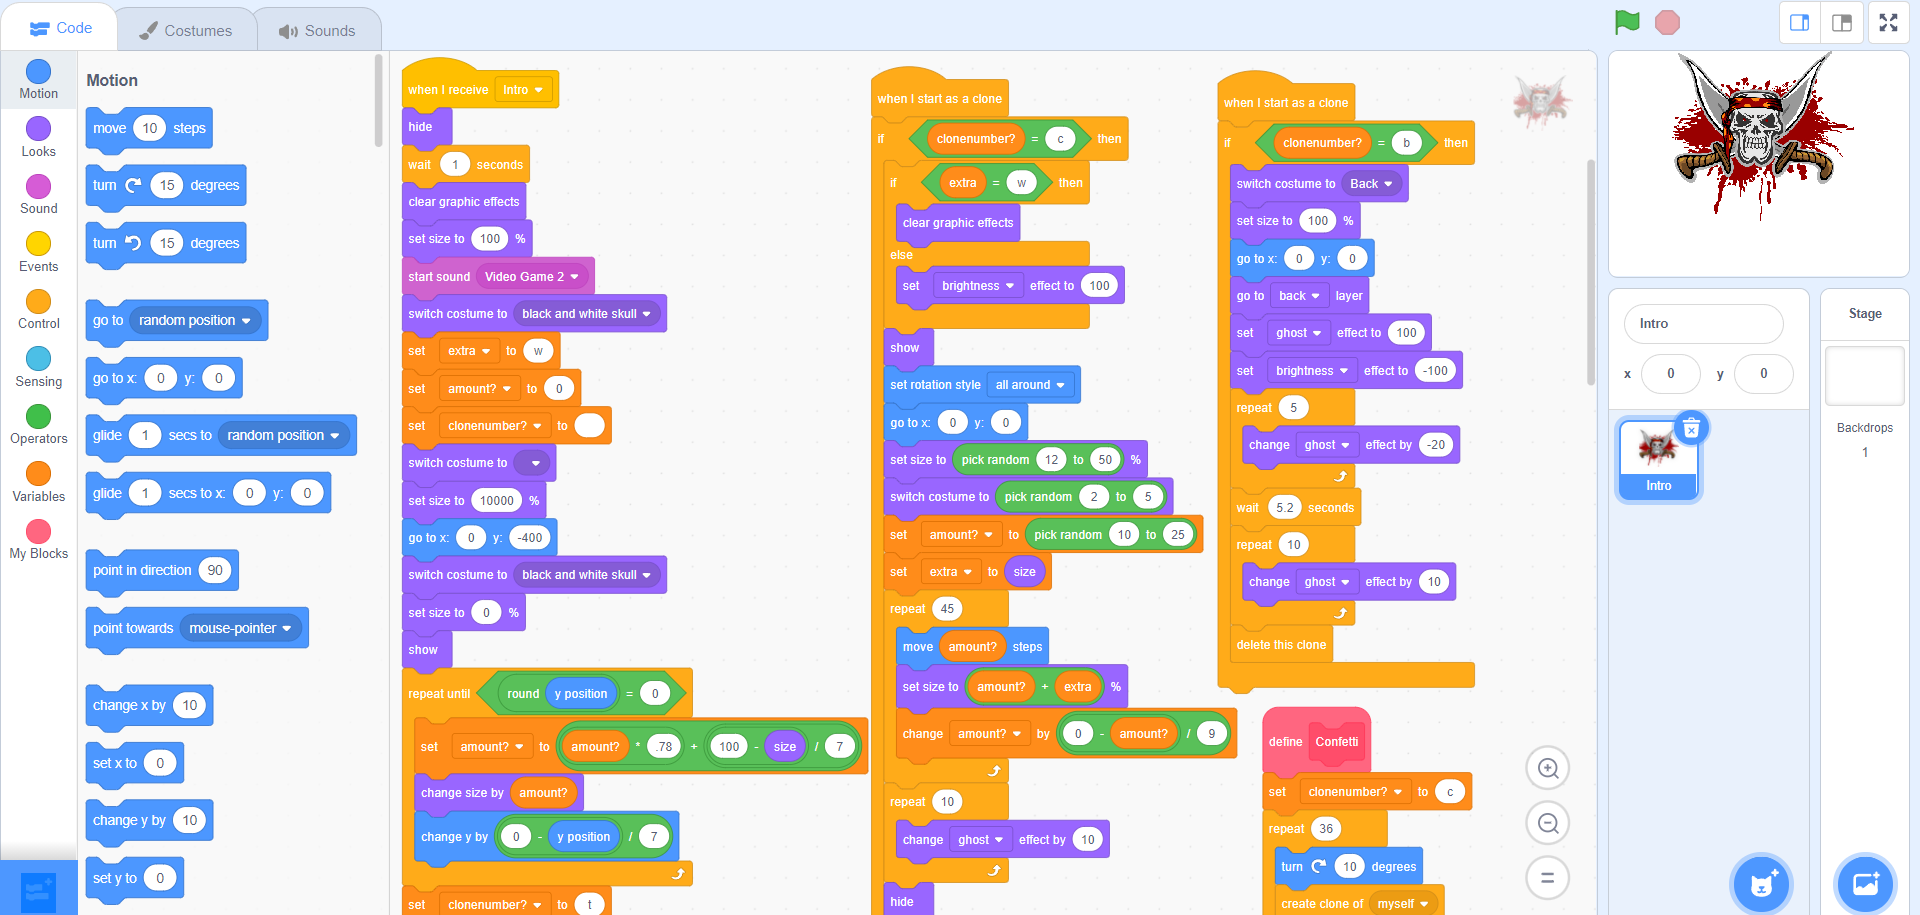 Code
Costumes
Sounds
Motion
Looks
Sound
Events
Control
Sensing
Operators
Variables
My Blocks
Motion
move 10 steps
turn 15 degrees
turn 15 degrees
go to random position
go to x: 0 y: 0
glide 1 secs to random position
glide 1 secs to x: 0 y: 0
point in direction 90
point towards mouse-pointer
change x by 10
set x to 0
change y by 10
set y to 0
when I receive Intro
hide
wait 1 seconds
clear graphic effects
set size to 100 %
start sound Video Game 2
switch costume to black and white skull
set extra to w
set amount? to 0
set clonenumber? to
switch costume to
set size to 10000 %
go to x: 0 y: -400
switch costume to black and white skull
set size to 0 %
show
repeat until round y position = 0
set amount? to amount? * .78 + 100 - size / 7
change size by amount?
change y by 0 - y position / 7
set clonenumber? to t
when I start as a clone
if clonenumber? = c then
if extra = w then
clear graphic effects
else
set brightness effect to 100
show
set rotation style all around
go to x: 0 y: 0
set size to pick random 12 to 50 %
switch costume to pick random 2 to 5
set amount? to pick random 10 to 25
set extra to size
repeat 45
move amount? steps
set size to amount? + extra %
change amount? by 0 - amount? / 9
repeat 10
change ghost effect by 10
hide
when I start as a clone
if clonenumber? = b then
switch costume to Back
set size to 100 %
go to x: 0 y: 0
go to back layer
set ghost effect to 100
set brightness effect to -100
repeat 5
change ghost effect by -20
wait 5.2 seconds
repeat 10
change ghost effect by 10
delete this clone
define Confetti
set clonenumber? to c
repeat 36
turn 10 degrees
create clone of myself
Intro
x 0 y 0
Intro
Stage
Backdrops
1